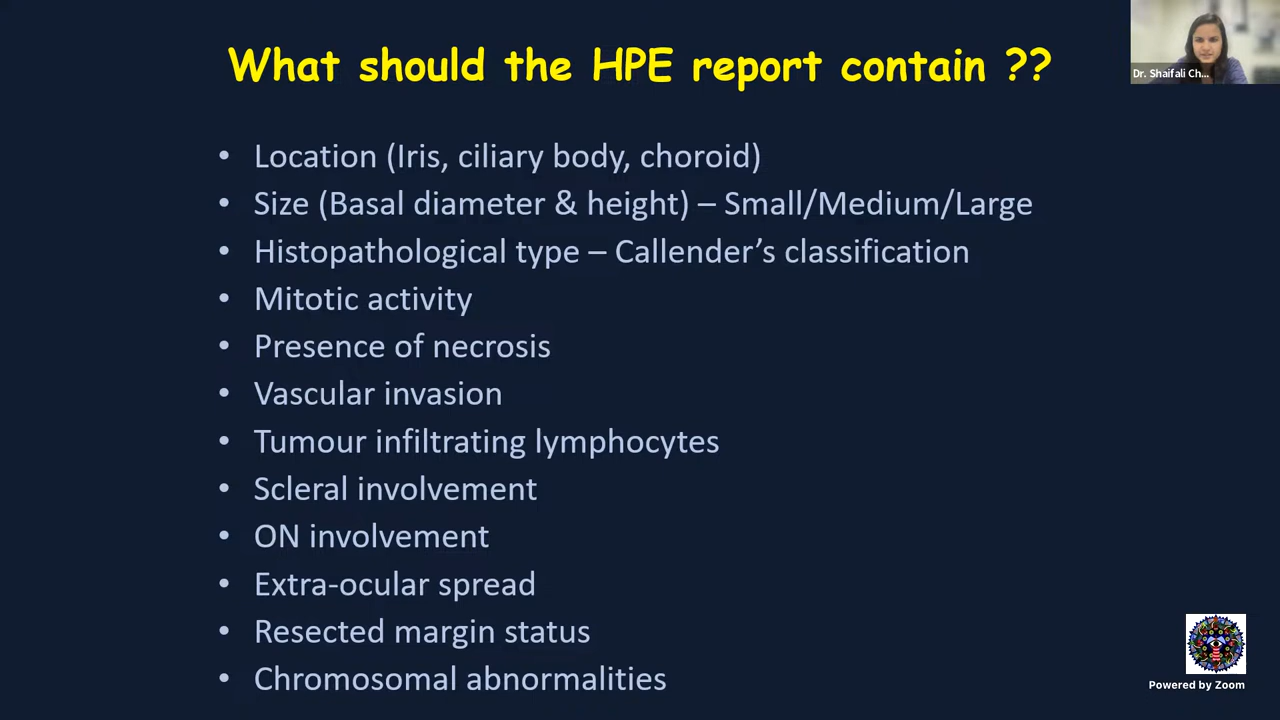 What should the HPE report contain ??
Dr. Shaifali Ch...
• Location (Iris, ciliary body, choroid)
• Size (Basal diameter & height) – Small/Medium/Large
• Histopathological type – Callender’s classification
• Mitotic activity
• Presence of necrosis
• Vascular invasion
• Tumour infiltrating lymphocytes
• Scleral involvement
• ON involvement
• Extra-ocular spread
• Resected margin status
• Chromosomal abnormalities
Powered by Zoom